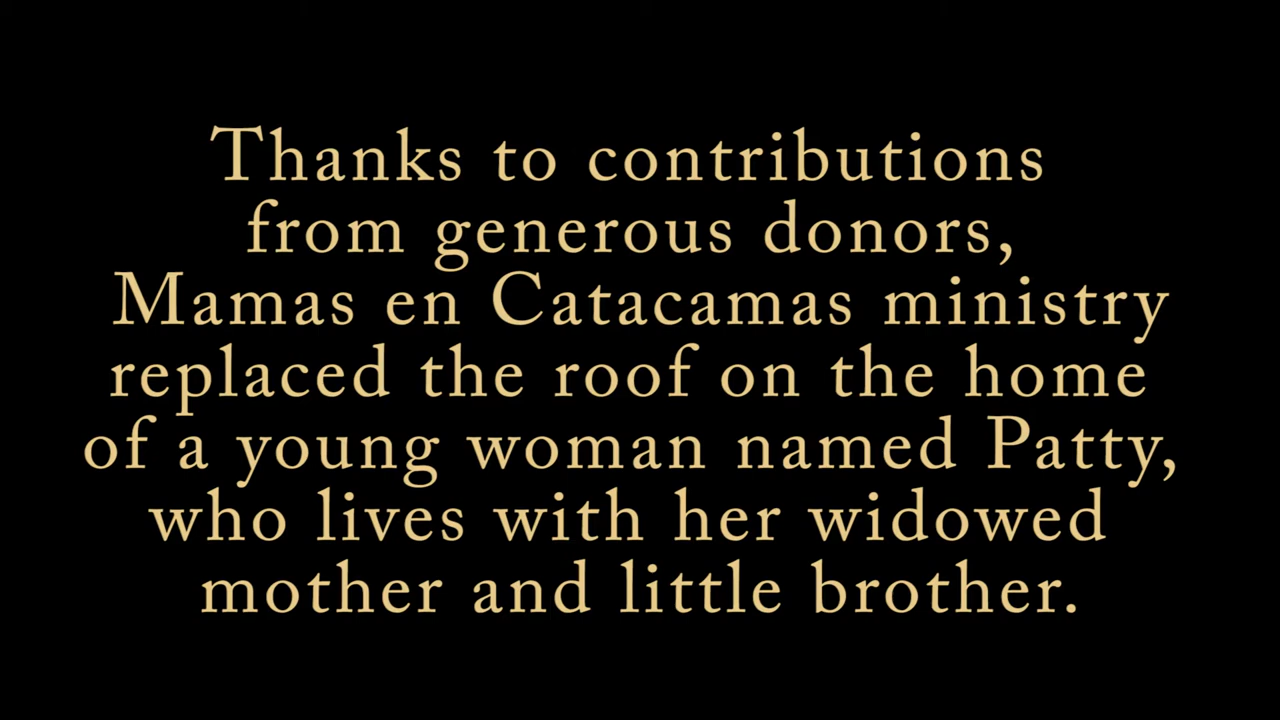 Thanks to contributions
from generous donors,
Mamas en Catacamas ministry
replaced the roof on the home
of a young woman named Patty,
who lives with her widowed
mother and little brother.